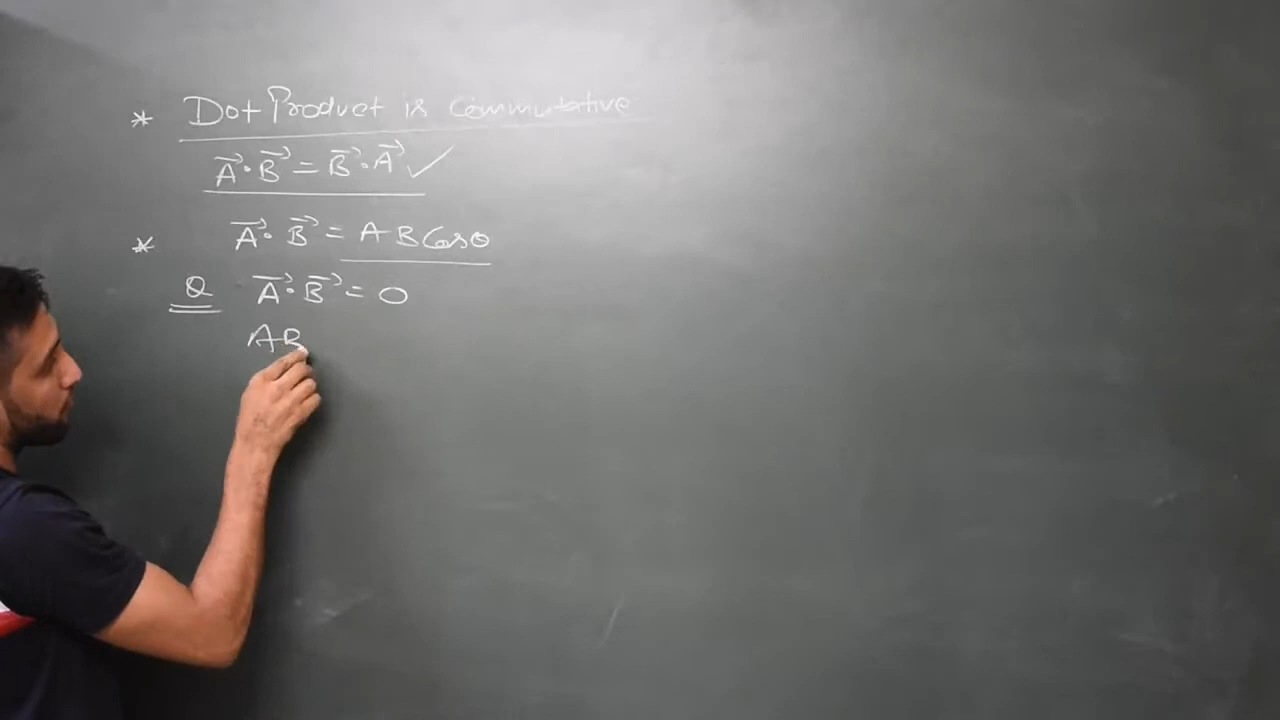 * Dot Product is Commutative
A⃗·B⃗ = B⃗·A⃗ ✓
* A⃗·B⃗ = A B Cosθ
Q A⃗·B⃗ = 0
AB